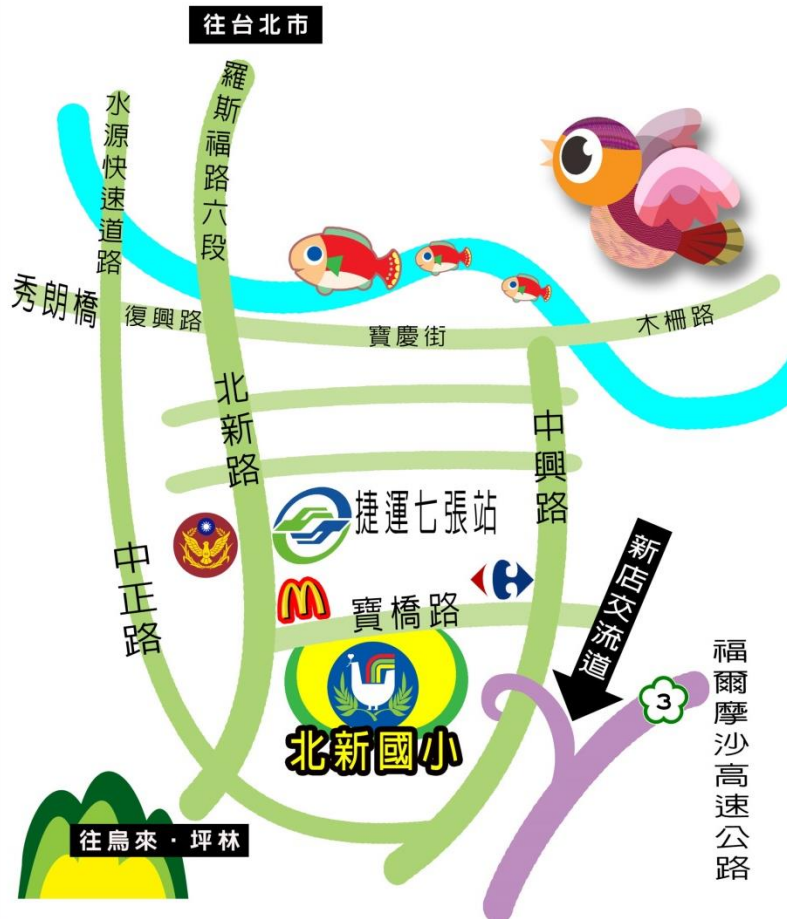 往台北市
羅斯福路六段
水源快速道路
秀朗橋
復興路
寶慶街
木柵路
北新路
中興路
捷運七張站
中正路
新店交流道
寶橋路
福爾摩沙高速公路
3
北新國小
往烏來·坪林